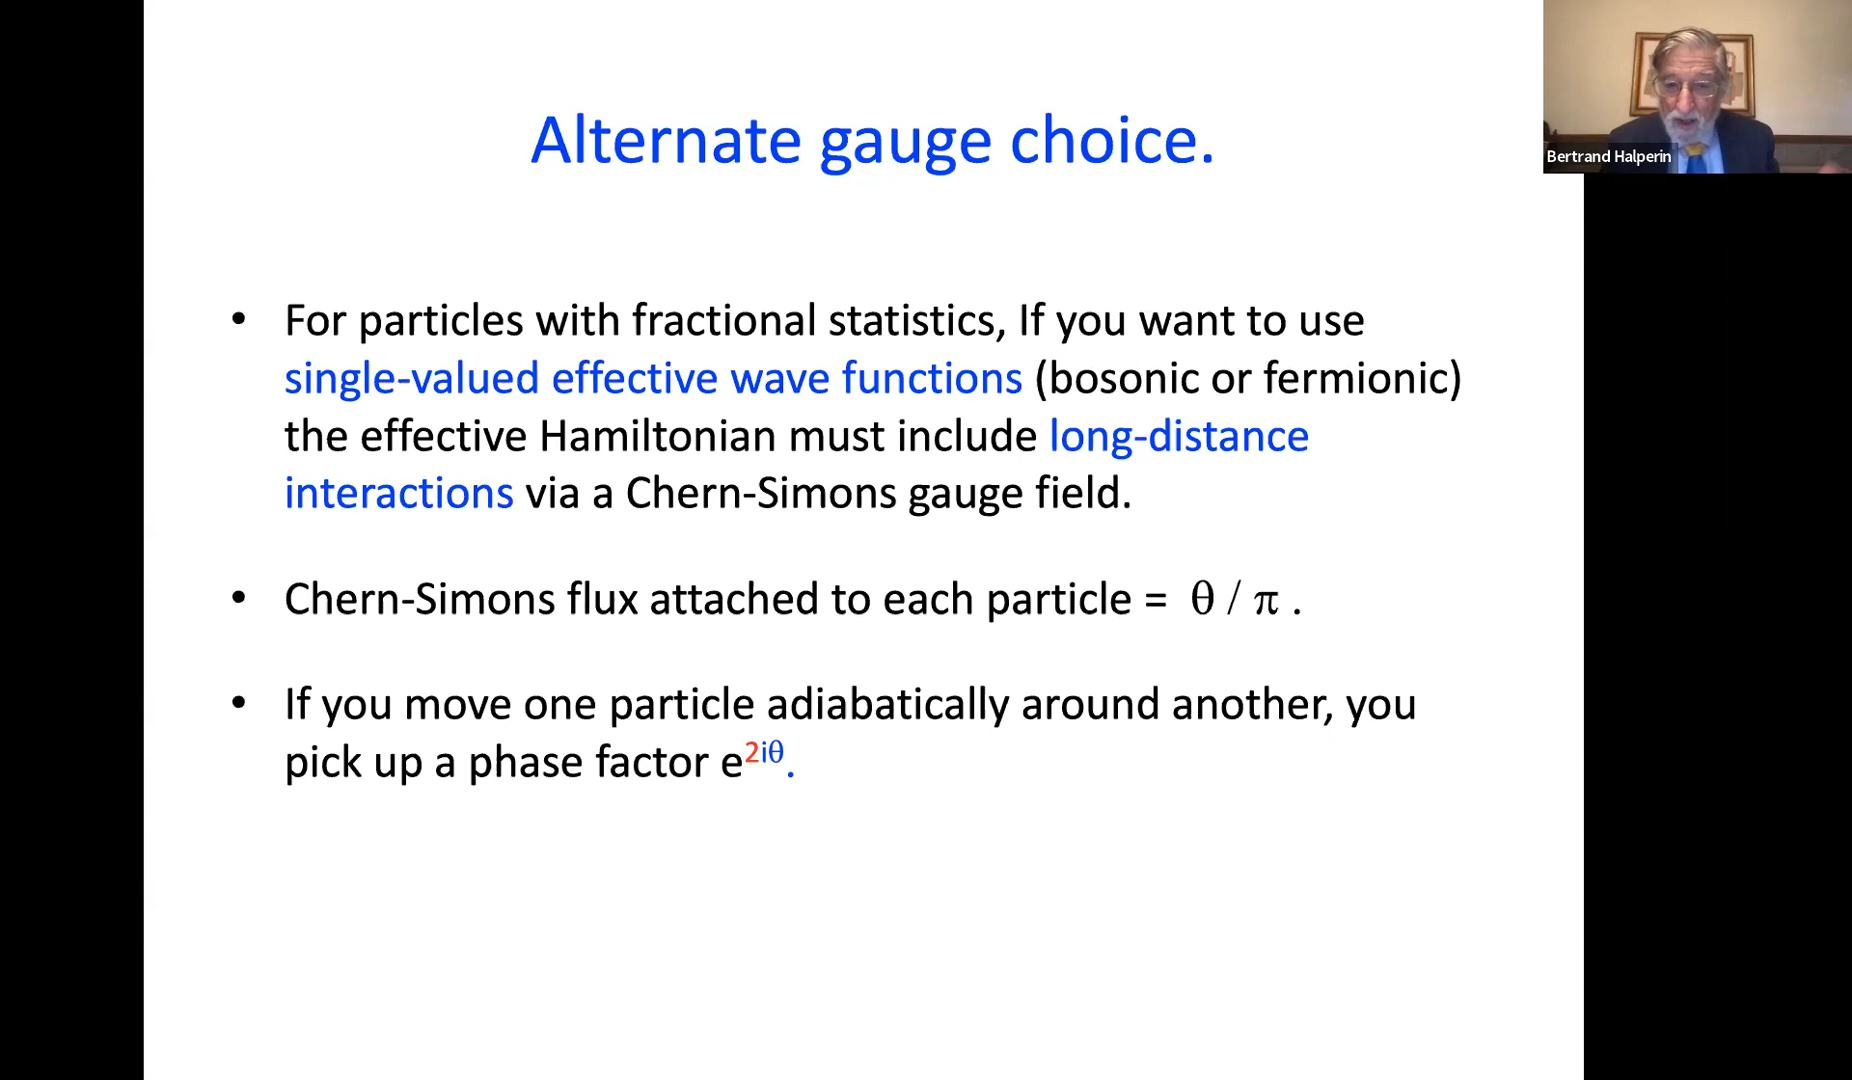 Alternate gauge choice.
Bertrand Halperin
• For particles with fractional statistics, If you want to use
single-valued effective wave functions (bosonic or fermionic)
the effective Hamiltonian must include long-distance
interactions via a Chern-Simons gauge field.
• Chern-Simons flux attached to each particle = θ / π .
• If you move one particle adiabatically around another, you
pick up a phase factor e²ⁱᶿ.